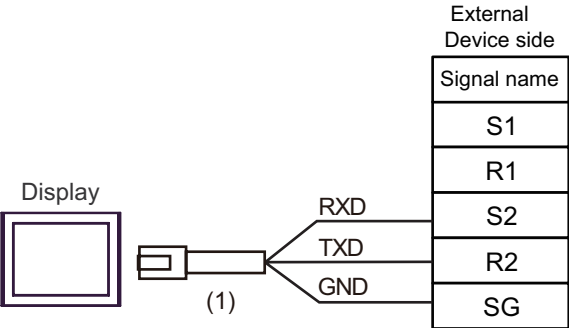 External
Device side
Signal name
S1
R1
Display
RXD
S2
TXD
R2
GND
(1)
SG